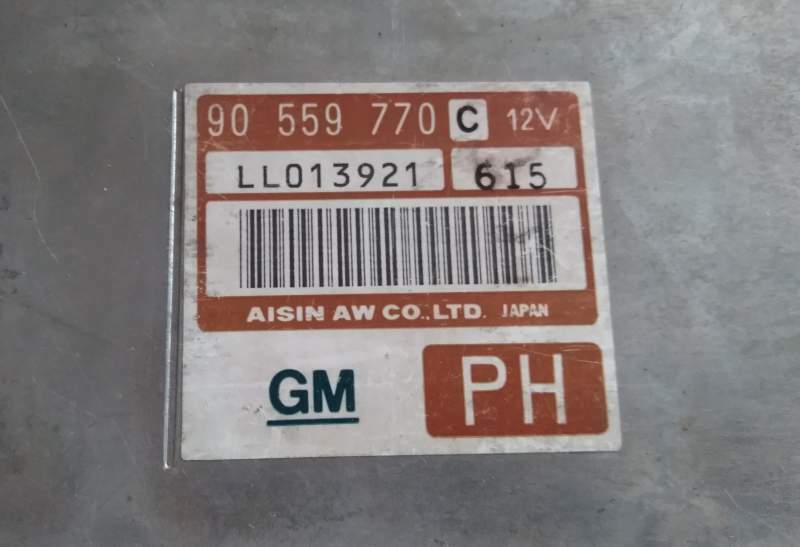 90 559 770 C 12V
LL013921 615
AISIN AW CO.,LTD. JAPAN
GM PH